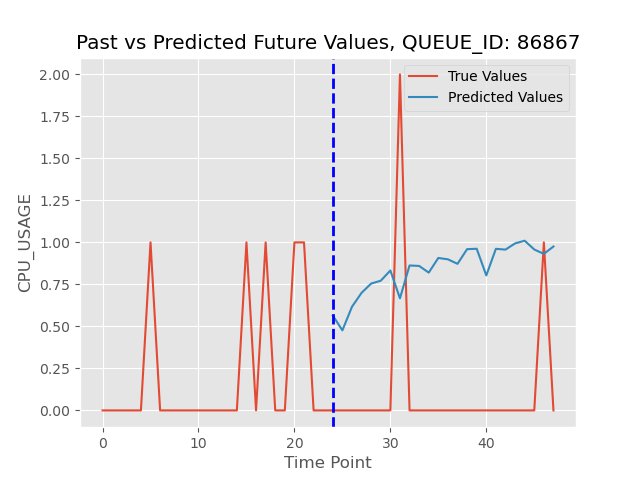 Past vs Predicted Future Values, QUEUE_ID: 86867
True Values
Predicted Values
2.00
1.75
1.50
1.25
1.00
0.75
0.50
0.25
0.00
CPU_USAGE
0 10 20 30 40
Time Point